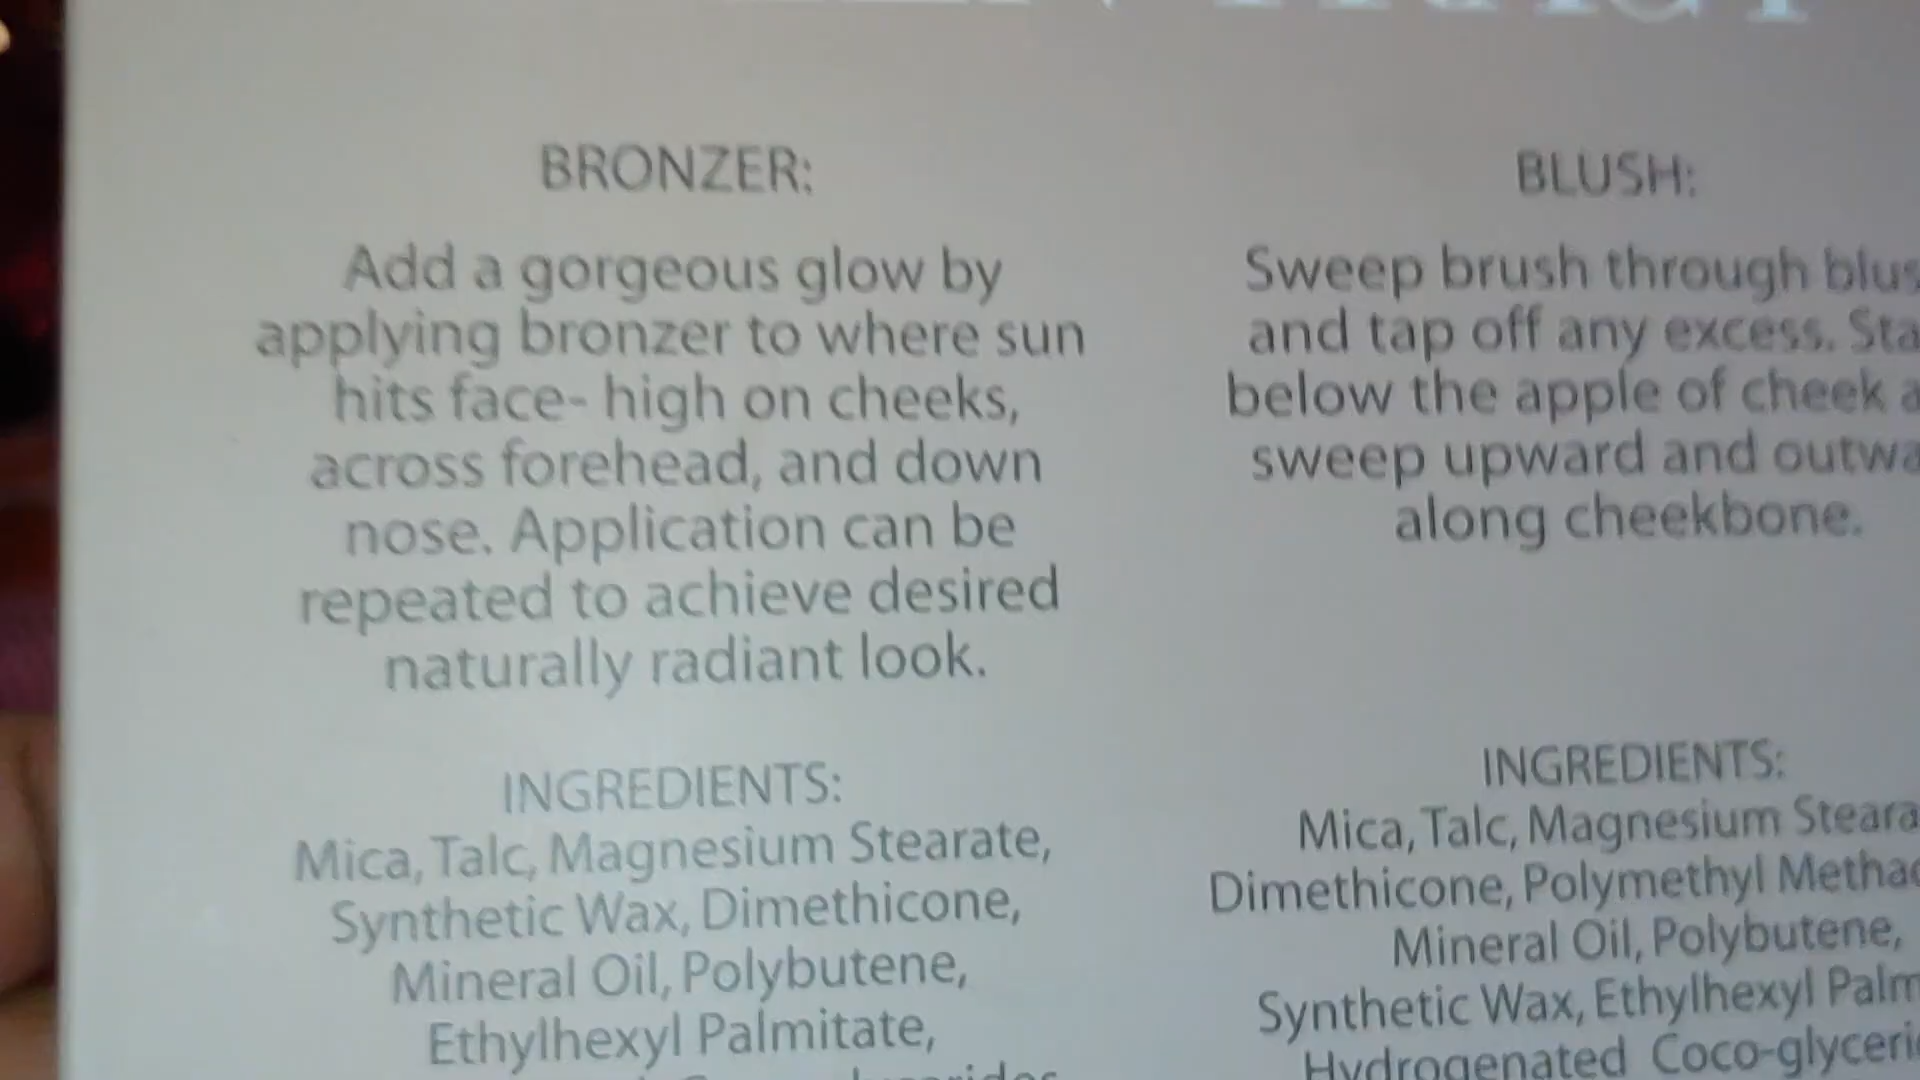 BRONZER:
Add a gorgeous glow by
applying bronzer to where sun
hits face- high on cheeks,
across forehead, and down
nose. Application can be
repeated to achieve desired
naturally radiant look.
INGREDIENTS:
Mica, Talc, Magnesium Stearate,
Synthetic Wax, Dimethicone,
Mineral Oil, Polybutene,
Ethylhexyl Palmitate,
BLUSH:
Sweep brush through
and tap off any excess.
below the apple of cheek
sweep upward and
along cheekbone.
INGREDIENTS:
Mica, Talc, Magnesium
Dimethicone, Polymethyl
Mineral Oil, Polybutene,
Synthetic Wax, Ethylhexyl
Hydrogenated